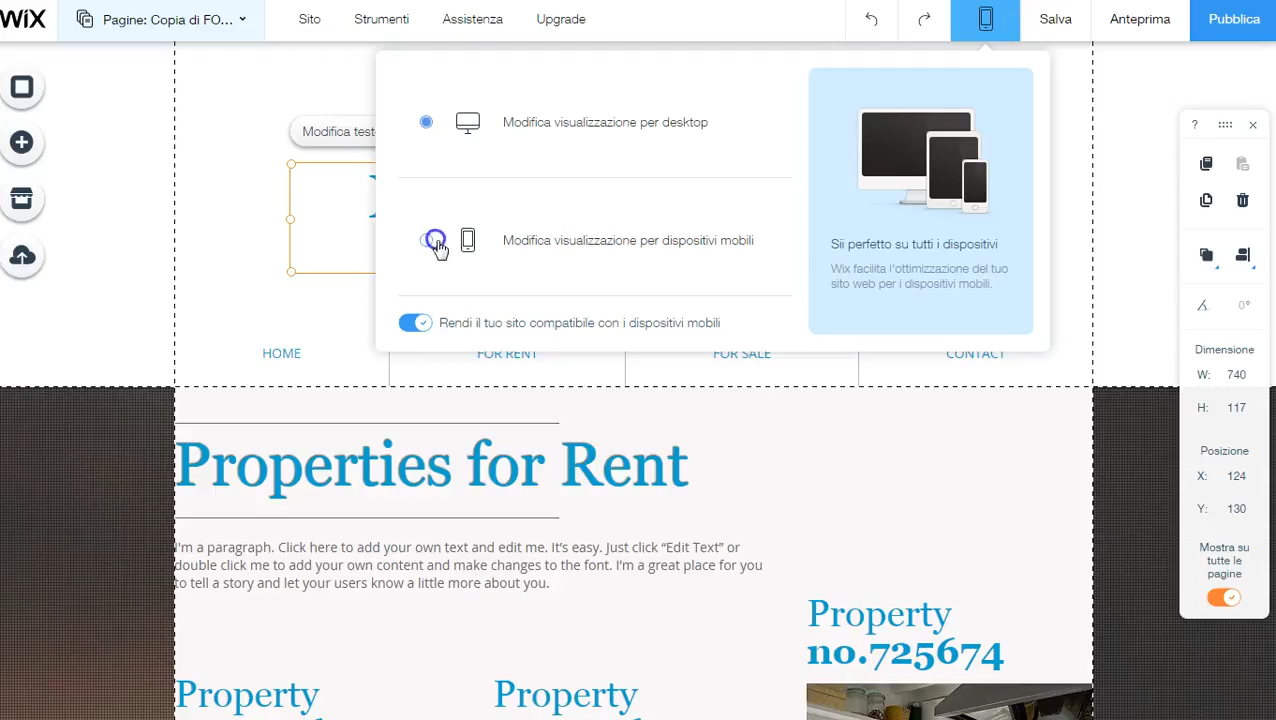 WiX
Pagine: Copia di FO...
Sito
Strumenti
Assistenza
Upgrade
Salva
Anteprima
Pubblica
Modifica visualizzazione per desktop
Modifica visualizzazione per dispositivi mobili
Rendi il tuo sito compatibile con i dispositivi mobili
Sii perfetto su tutti i dispositivi
Wix facilita l'ottimizzazione del tuo
sito web per i dispositivi mobili.
Modifica
HOME
FOR RENT
FOR SALE
CONTACT
Properties for Rent
I'm a paragraph. Click here to add your own text and edit me. It's easy. Just click “Edit Text” or
double click me to add your own content and make changes to the font. I'm a great place for you
to tell a story and let your users know a little more about you.
Property
no.725674
Property
Property
?
0°
Dimensione
W: 740
H: 117
Posizione
X: 124
Y: 130
Mostra su
tutte le
pagine